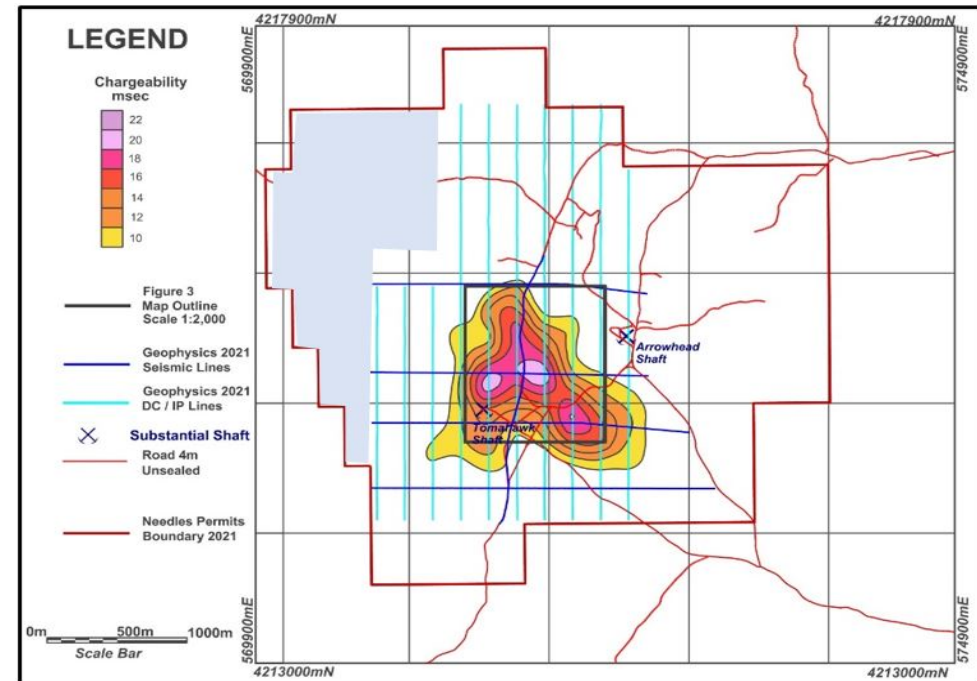 LEGEND
Chargeability
msec
22
20
18
16
14
12
10
Figure 3
Map Outline
Scale 1:2,000
Geophysics 2021
Seismic Lines
Geophysics 2021
DC / IP Lines
Substantial Shaft
Road 4m
Unsealed
Needles Permits
Boundary 2021
0m 500m 1000m
Scale Bar
4217900mN
4217900mN
569900mE
574900mE
Arrowhead
Shaft
Tomahawk
Shaft
569900mE
574900mE
4213000mN
4213000mN